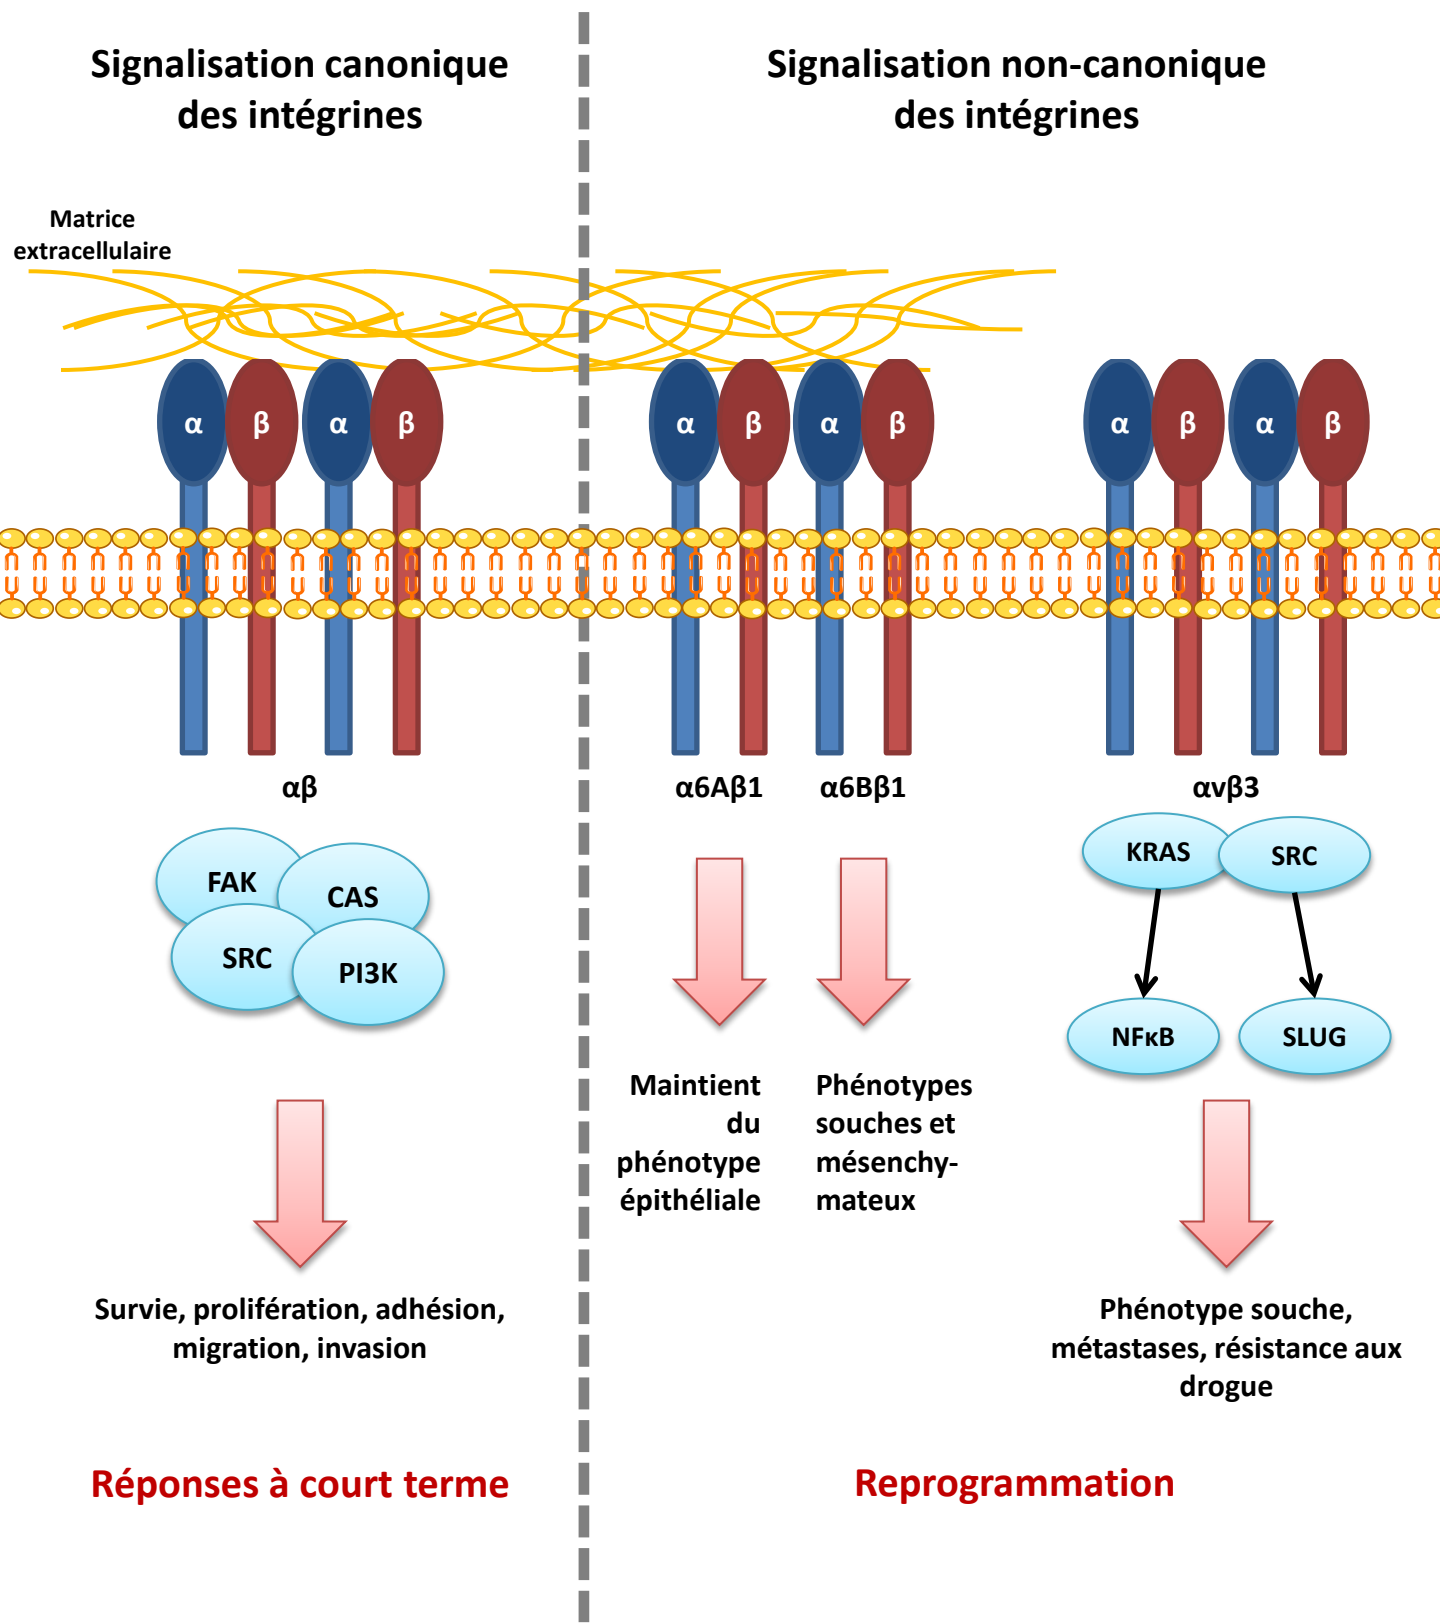 Signalisation canonique
des intégrines
Signalisation non-canonique
des intégrines
Matrice
extracellulaire
α
β
α
β
α
β
α
β
α
β
α
β
αβ
α6Aβ1
α6Bβ1
αvβ3
FAK
CAS
SRC
PI3K
KRAS
SRC
NFκB
SLUG
Maintient
du
phénotype
épithéliale
Phénotypes
souches et
mésenchy-
mateux
Survie, prolifération, adhésion,
migration, invasion
Phénotype souche,
métastases, résistance aux
drogue
Réponses à court terme
Reprogrammation